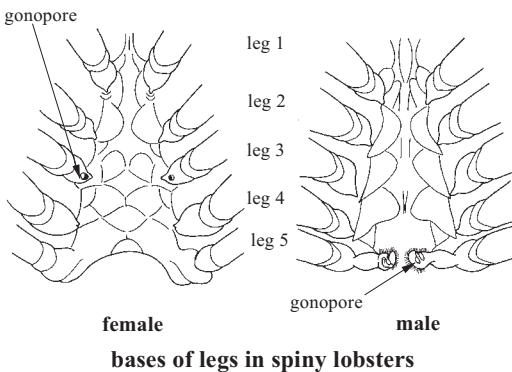 gonopore
leg 1
leg 2
leg 3
leg 4
leg 5
gonopore
female
male
bases of legs in spiny lobsters